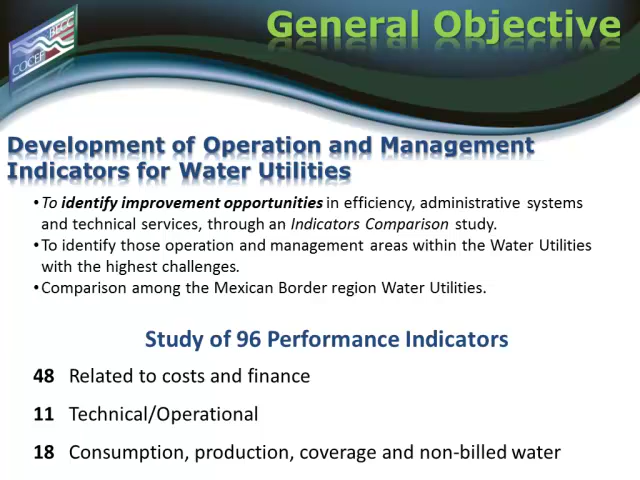 General Objective
BECC
COCEF
Development of Operation and Management
Indicators for Water Utilities
•To identify improvement opportunities in efficiency, administrative systems
and technical services, through an Indicators Comparison study.
•To identify those operation and management areas within the Water Utilities
with the highest challenges.
•Comparison among the Mexican Border region Water Utilities.
Study of 96 Performance Indicators
48 Related to costs and finance
11 Technical/Operational
18 Consumption, production, coverage and non-billed water